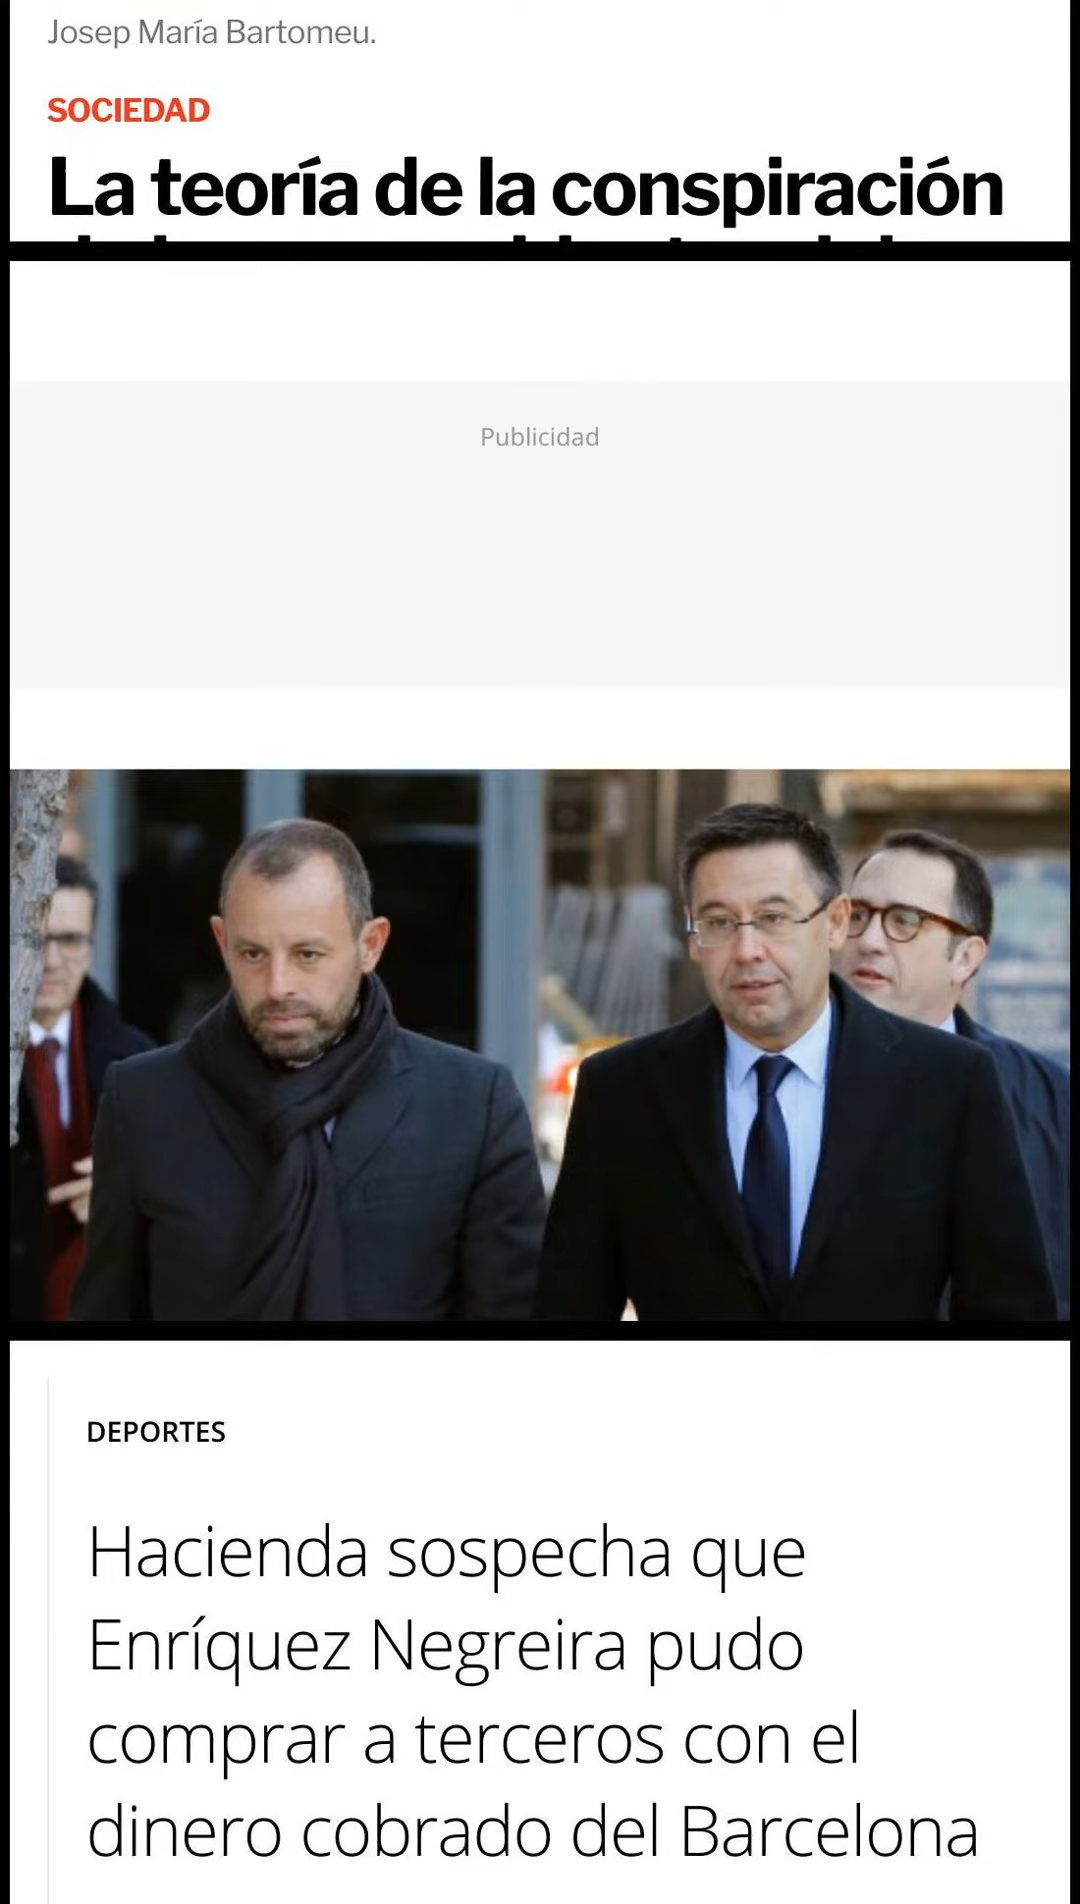 Josep María Bartomeu.
SOCIEDAD
La teoría de la conspiración
Publicidad
DEPORTES
Hacienda sospecha que
Enríquez Negreira pudo
comprar a terceros con el
dinero cobrado del Barcelona